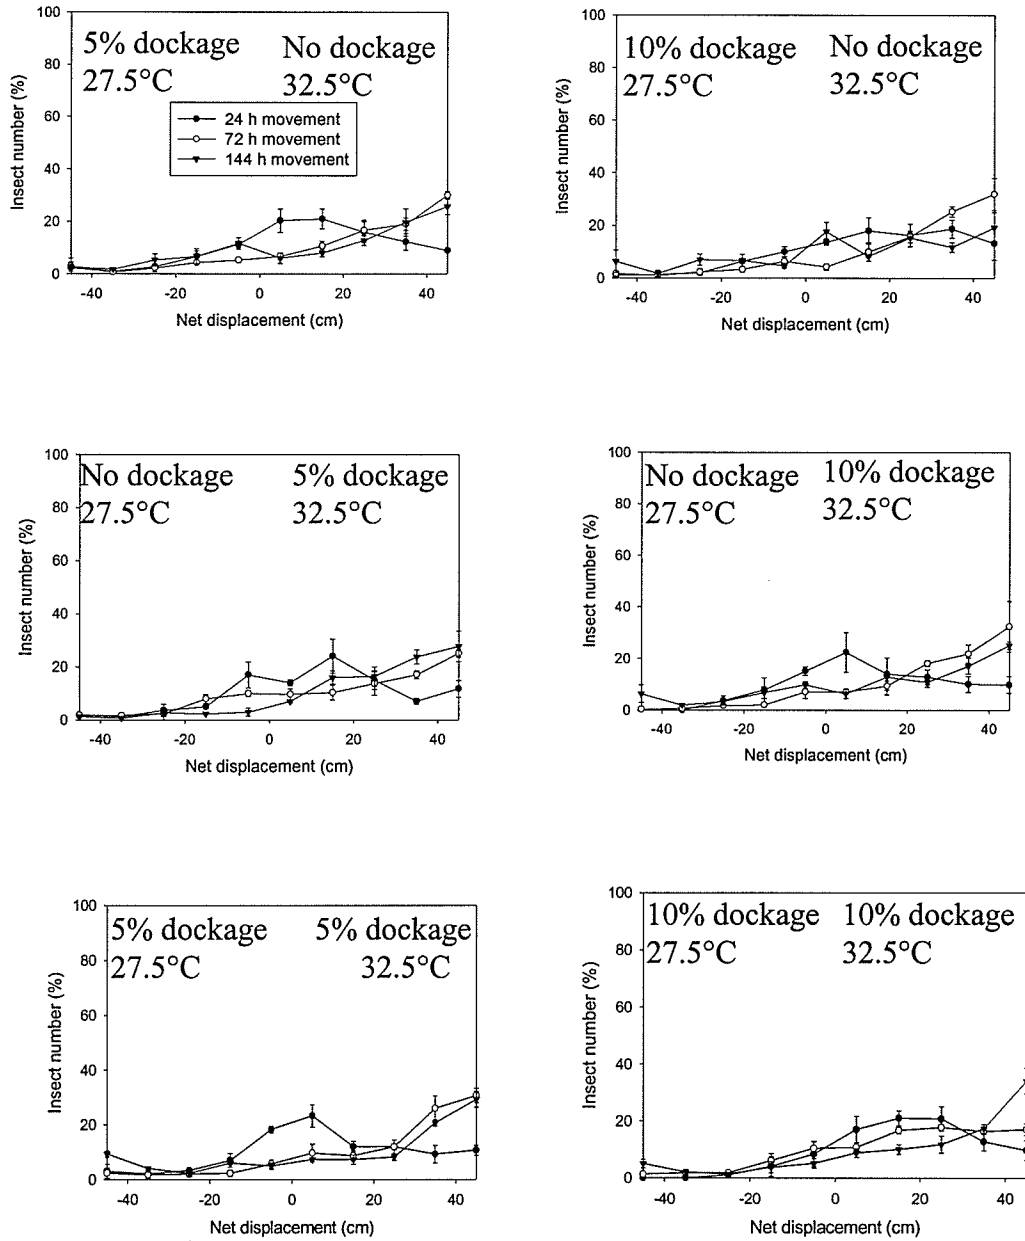 100
80
60
40
20
0
Insect number (%)
5% dockage No dockage
27.5°C 32.5°C
24 h movement
72 h movement
144 h movement
-40 -20 0 20 40
Net displacement (cm)
100
80
60
40
20
0
Insect number (%)
10% dockage No dockage
27.5°C 32.5°C
-40 -20 0 20 40
Net displacement (cm)
100
80
60
40
20
0
Insect number (%)
No dockage 5% dockage
27.5°C 32.5°C
-40 -20 0 20 40
Net displacement (cm)
100
80
60
40
20
0
Insect number (%)
No dockage 10% dockage
27.5°C 32.5°C
-40 -20 0 20 40
Net displacement (cm)
100
80
60
40
20
0
Insect number (%)
5% dockage 5% dockage
27.5°C 32.5°C
-40 -20 0 20 40
Net displacement (cm)
100
80
60
40
20
0
Insect number (%)
10% dockage 10% dockage
27.5°C 32.5°C
-40 -20 0 20 40
Net displacement (cm)